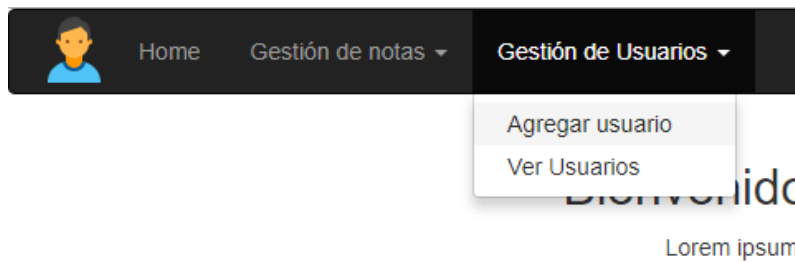 Home Gestión de notas Gestión de Usuarios
Agregar usuario
Ver Usuarios
Lorem ipsum